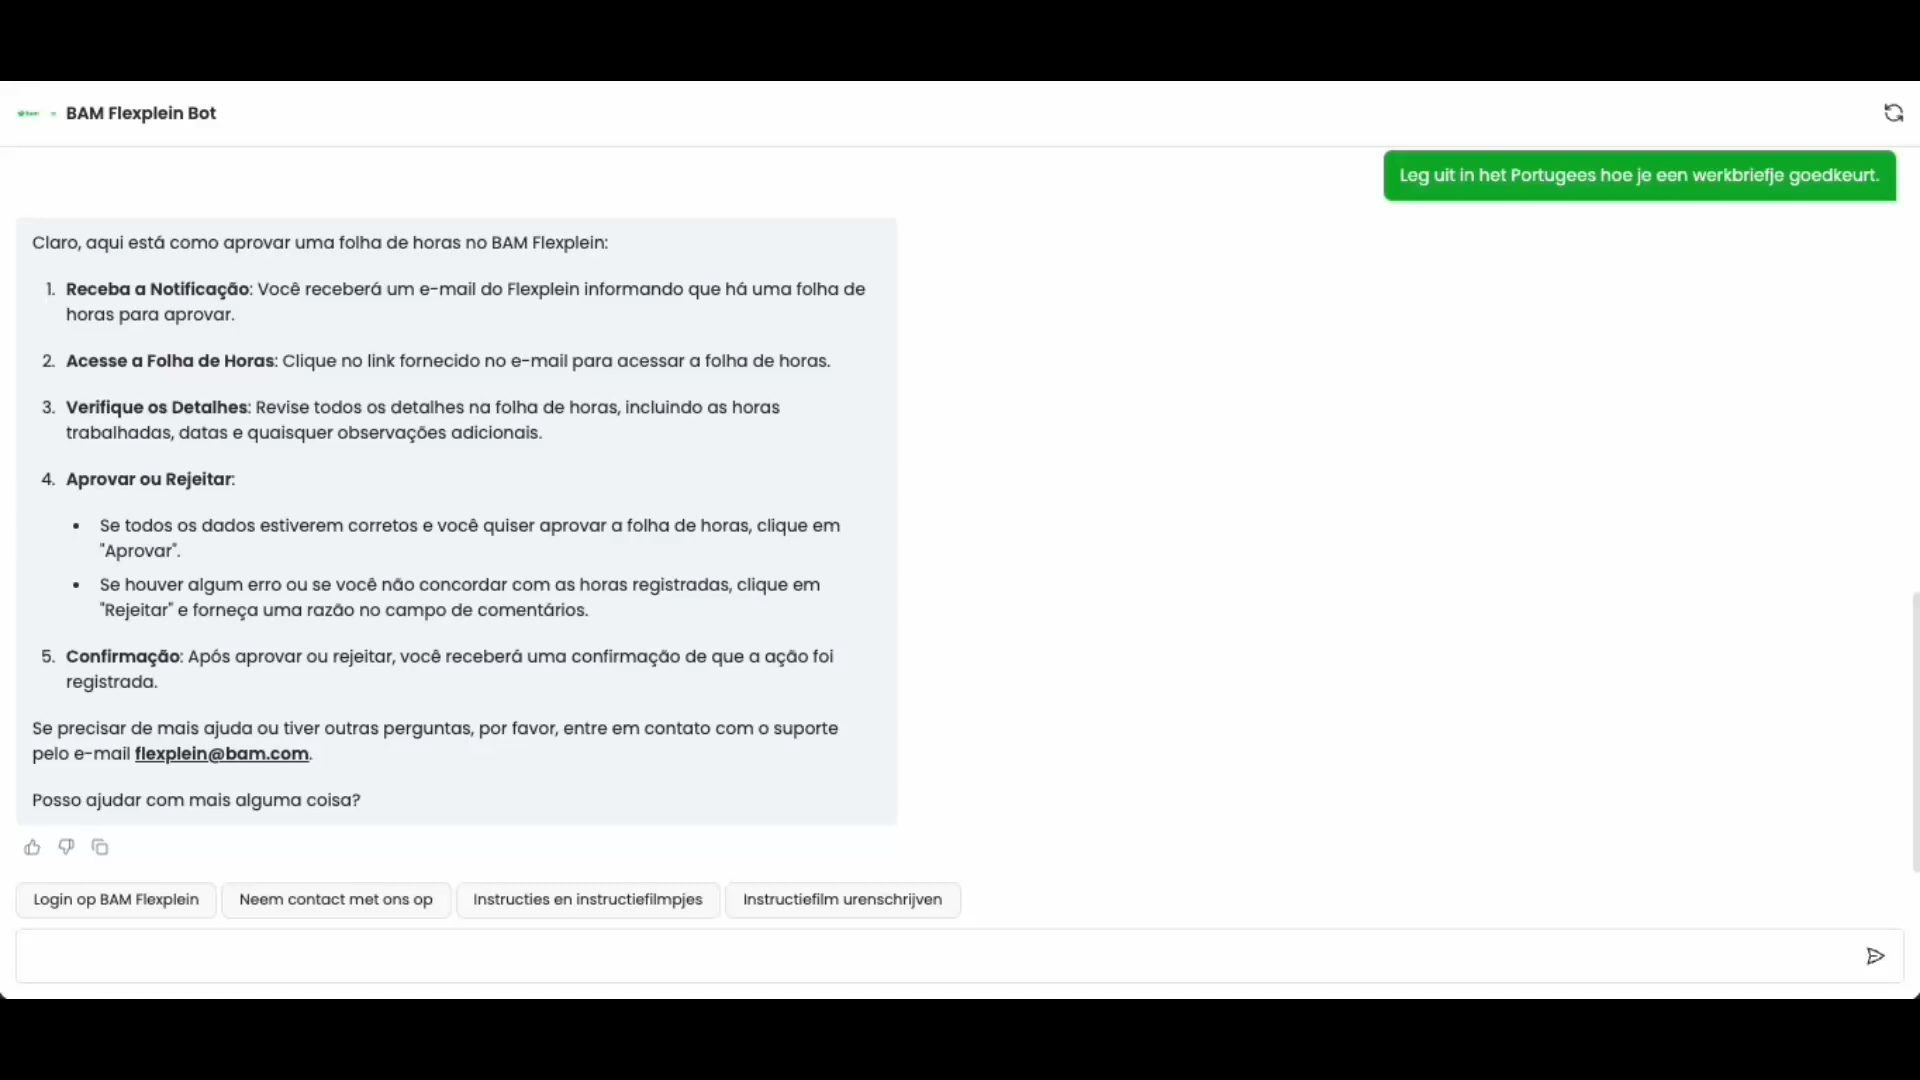 BAM Flexplein Bot
Leg uit in het Portugees hoe je een werkbriefje goedkeurt.
Claro, aqui está como aprovar uma folha de horas no BAM Flexplein:
1. Receba a Notificação: Você receberá um e-mail do Flexplein informando que há uma folha de
horas para aprovar.
2. Acesse a Folha de Horas: Clique no link fornecido no e-mail para acessar a folha de horas.
3. Verifique os Detalhes: Revise todos os detalhes na folha de horas, incluindo as horas
trabalhadas, datas e quaisquer observações adicionais.
4. Aprovar ou Rejeitar:
• Se todos os dados estiverem corretos e você quiser aprovar a folha de horas, clique em
"Aprovar".
• Se houver algum erro ou se você não concordar com as horas registradas, clique em
"Rejeitar" e forneça uma razão no campo de comentários.
5. Confirmação: Após aprovar ou rejeitar, você receberá uma confirmação de que a ação foi
registrada.
Se precisar de mais ajuda ou tiver outras perguntas, por favor, entre em contato com o suporte
pelo e-mail flexplein@bam.com.
Posso ajudar com mais alguma coisa?
Login op BAM Flexplein
Neem contact met ons op
Instructies en instructiefilmpjes
Instructiefilm urenschrijven